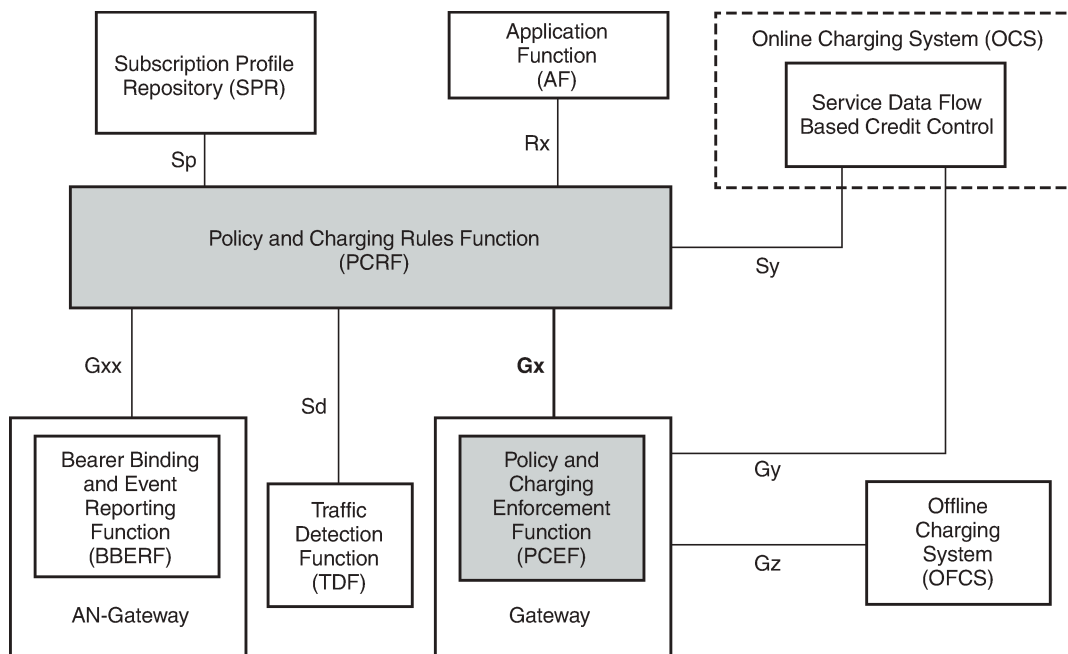 Subscription Profile
Repository (SPR)
Application
Function
(AF)
Online Charging System (OCS)
Service Data Flow
Based Credit Control
Sp
Rx
Policy and Charging Rules Function
(PCRF)
Sy
Gxx
Sd
Gx
Bearer Binding
and Event
Reporting
Function
(BBERF)
AN-Gateway
Traffic
Detection
Function
(TDF)
Policy and
Charging
Enforcement
Function
(PCEF)
Gateway
Gy
Gz
Offline
Charging
System
(OFCS)